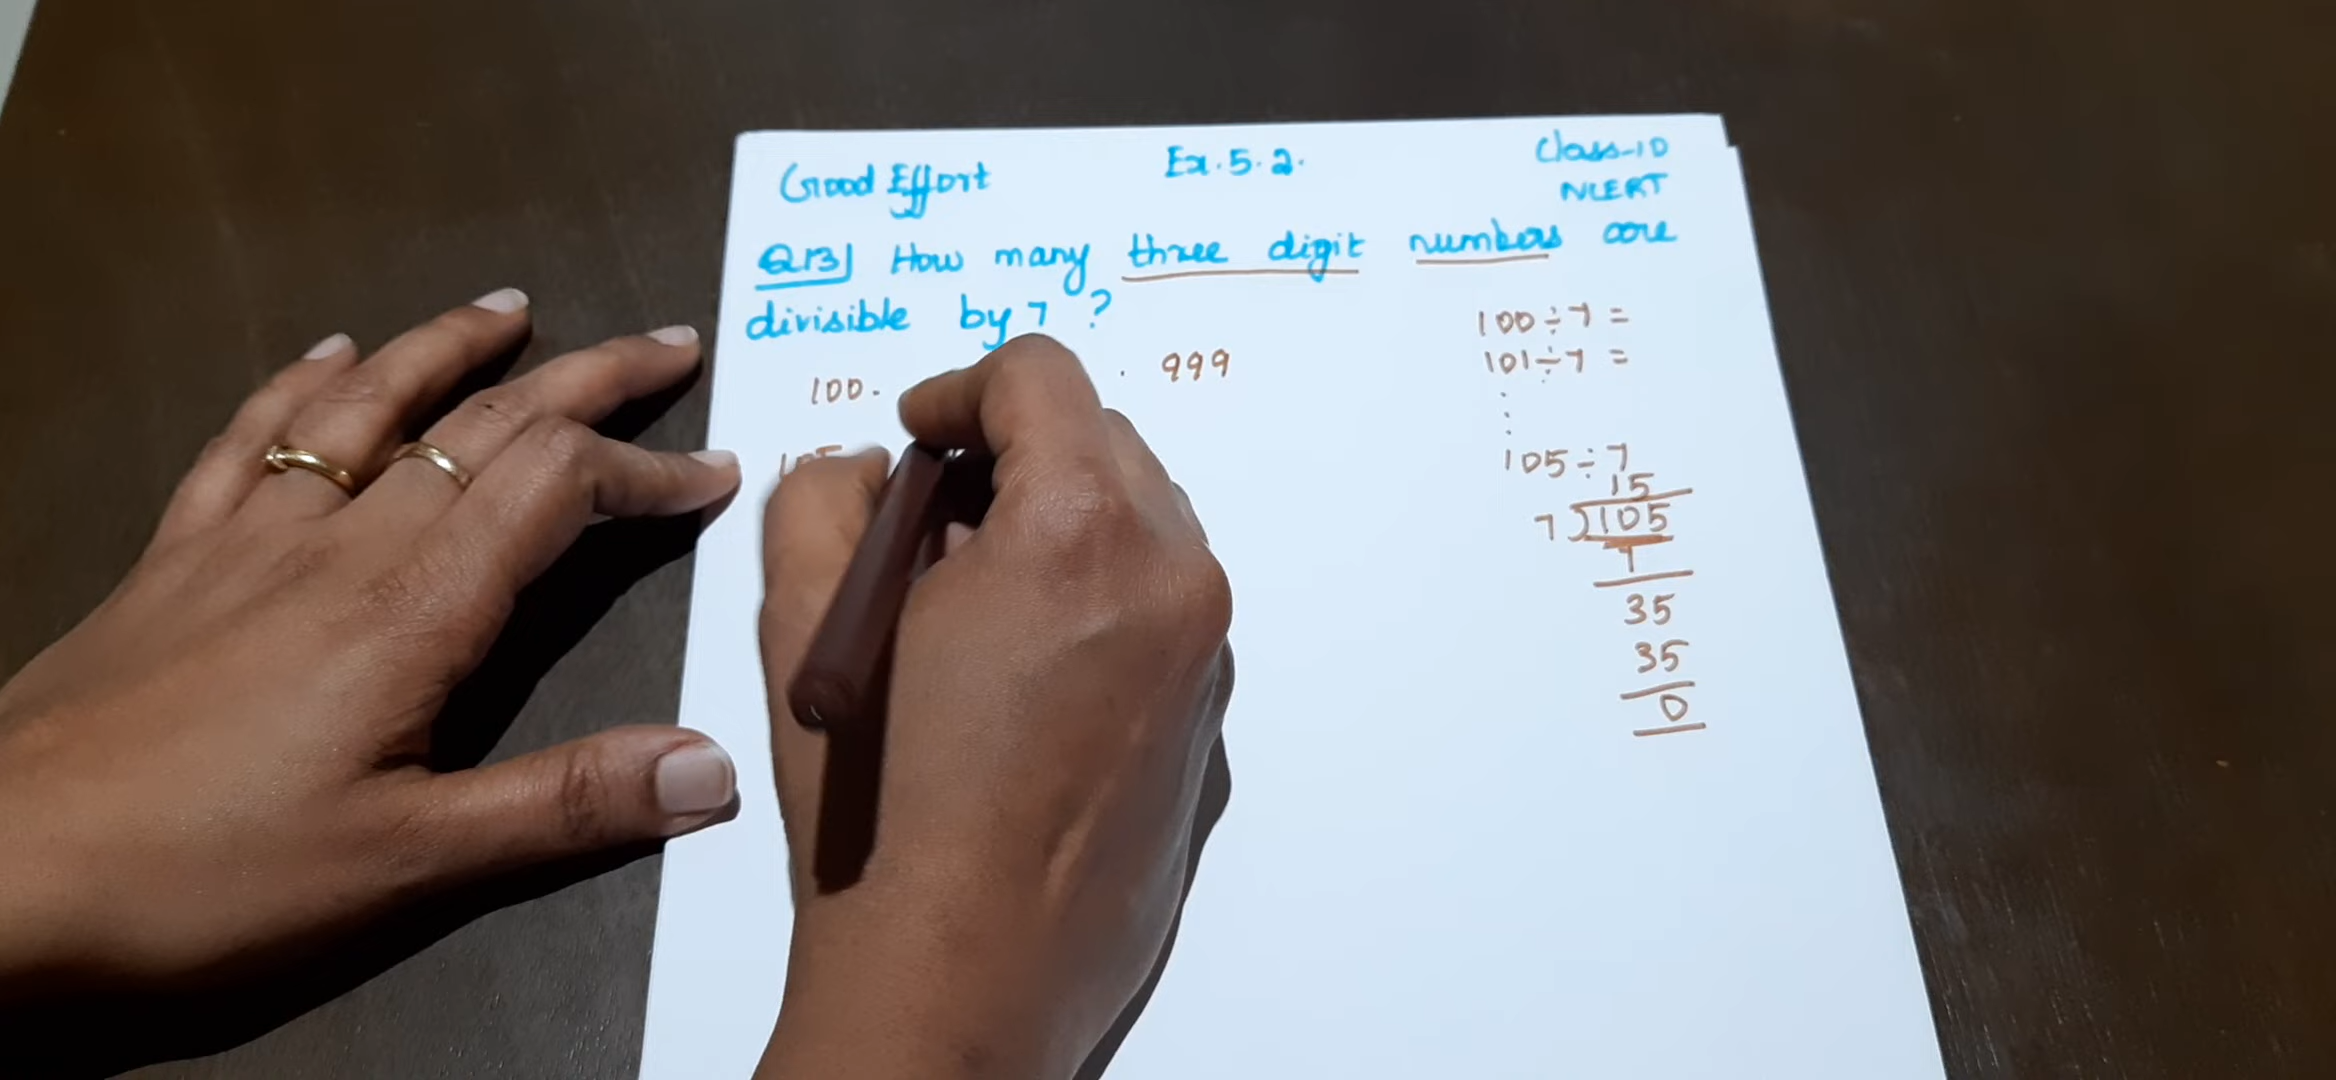 Good Effort Ex. 5.2. Class-10
NCERT
Q13] How many three digit numbers are
divisible by 7 ?
100. . 999
105
100 ÷ 7 =
101 ÷ 7 =
:
:
105 ÷ 7
15
7 ) 105
7
35
35
0